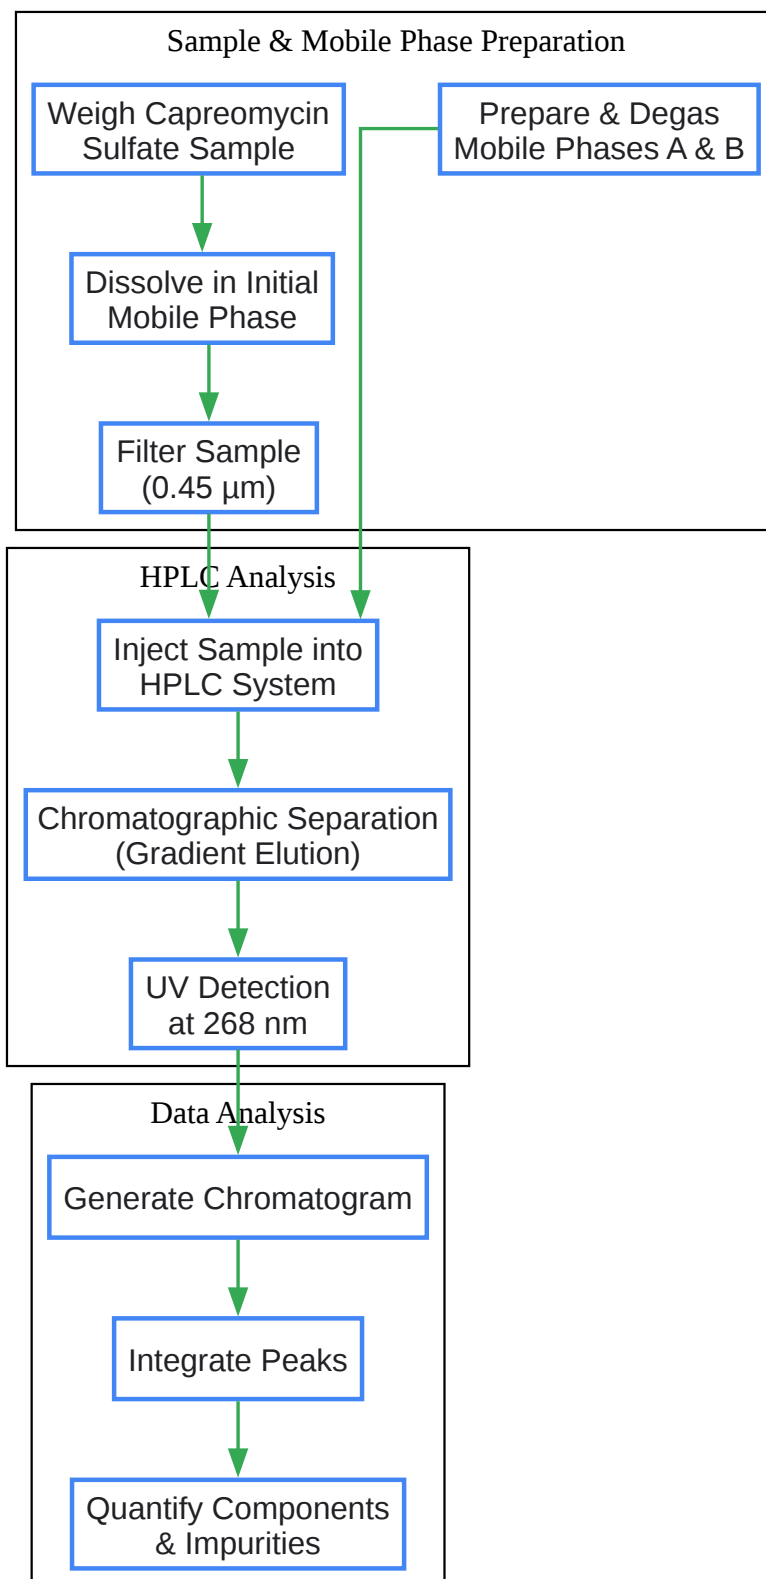 Sample & Mobile Phase Preparation
Weigh Capreomycin
Sulfate Sample
Prepare & Degas
Mobile Phases A & B
Dissolve in Initial
Mobile Phase
Filter Sample
(0.45 µm)
HPLC Analysis
Inject Sample into
HPLC System
Chromatographic Separation
(Gradient Elution)
UV Detection
at 268 nm
Data Analysis
Generate Chromatogram
Integrate Peaks
Quantify Components
& Impurities